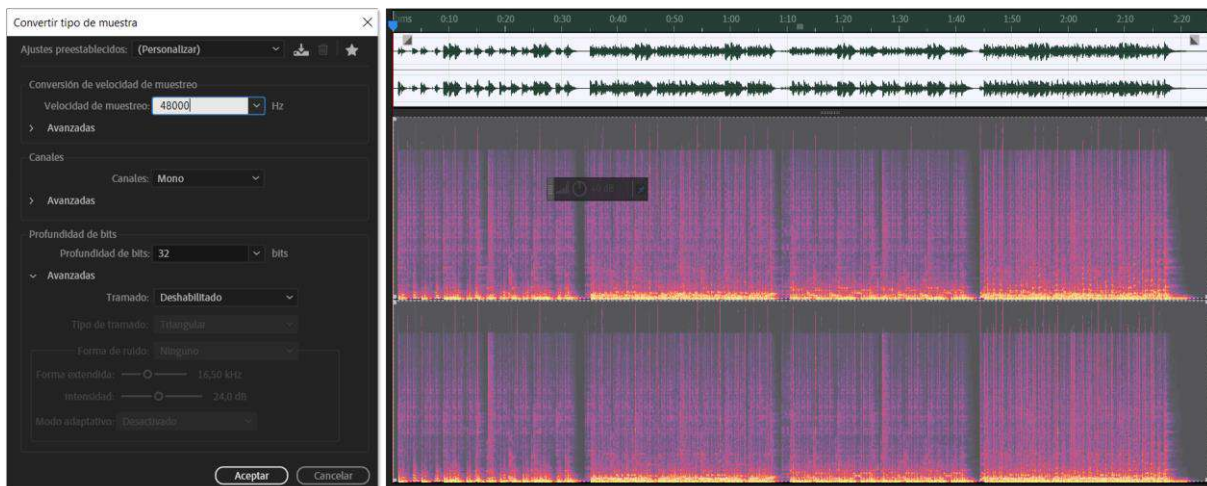 Convertir tipo de muestra
Ajustes preestablecidos: (Personalizar)
Conversión de velocidad de muestreo
Velocidad de muestreo: 48000 Hz
Avanzadas
Canales
Canales: Mono
Avanzadas
Profundidad de bits
Profundidad de bits: 32 bits
Avanzadas
Tramado: Deshabilitado
Tipo de tramado: Triangular
Forma de ruido: Ninguno
Forma extendida: 16,50 kHz
Intensidad: 24,0 dB
Modo adaptativo: Desactivado
Aceptar Cancelar
hms 0:10 0:20 0:30 0:40 0:50 1:00 1:10 1:20 1:30 1:40 1:50 2:00 2:10 2:20
+0 dB